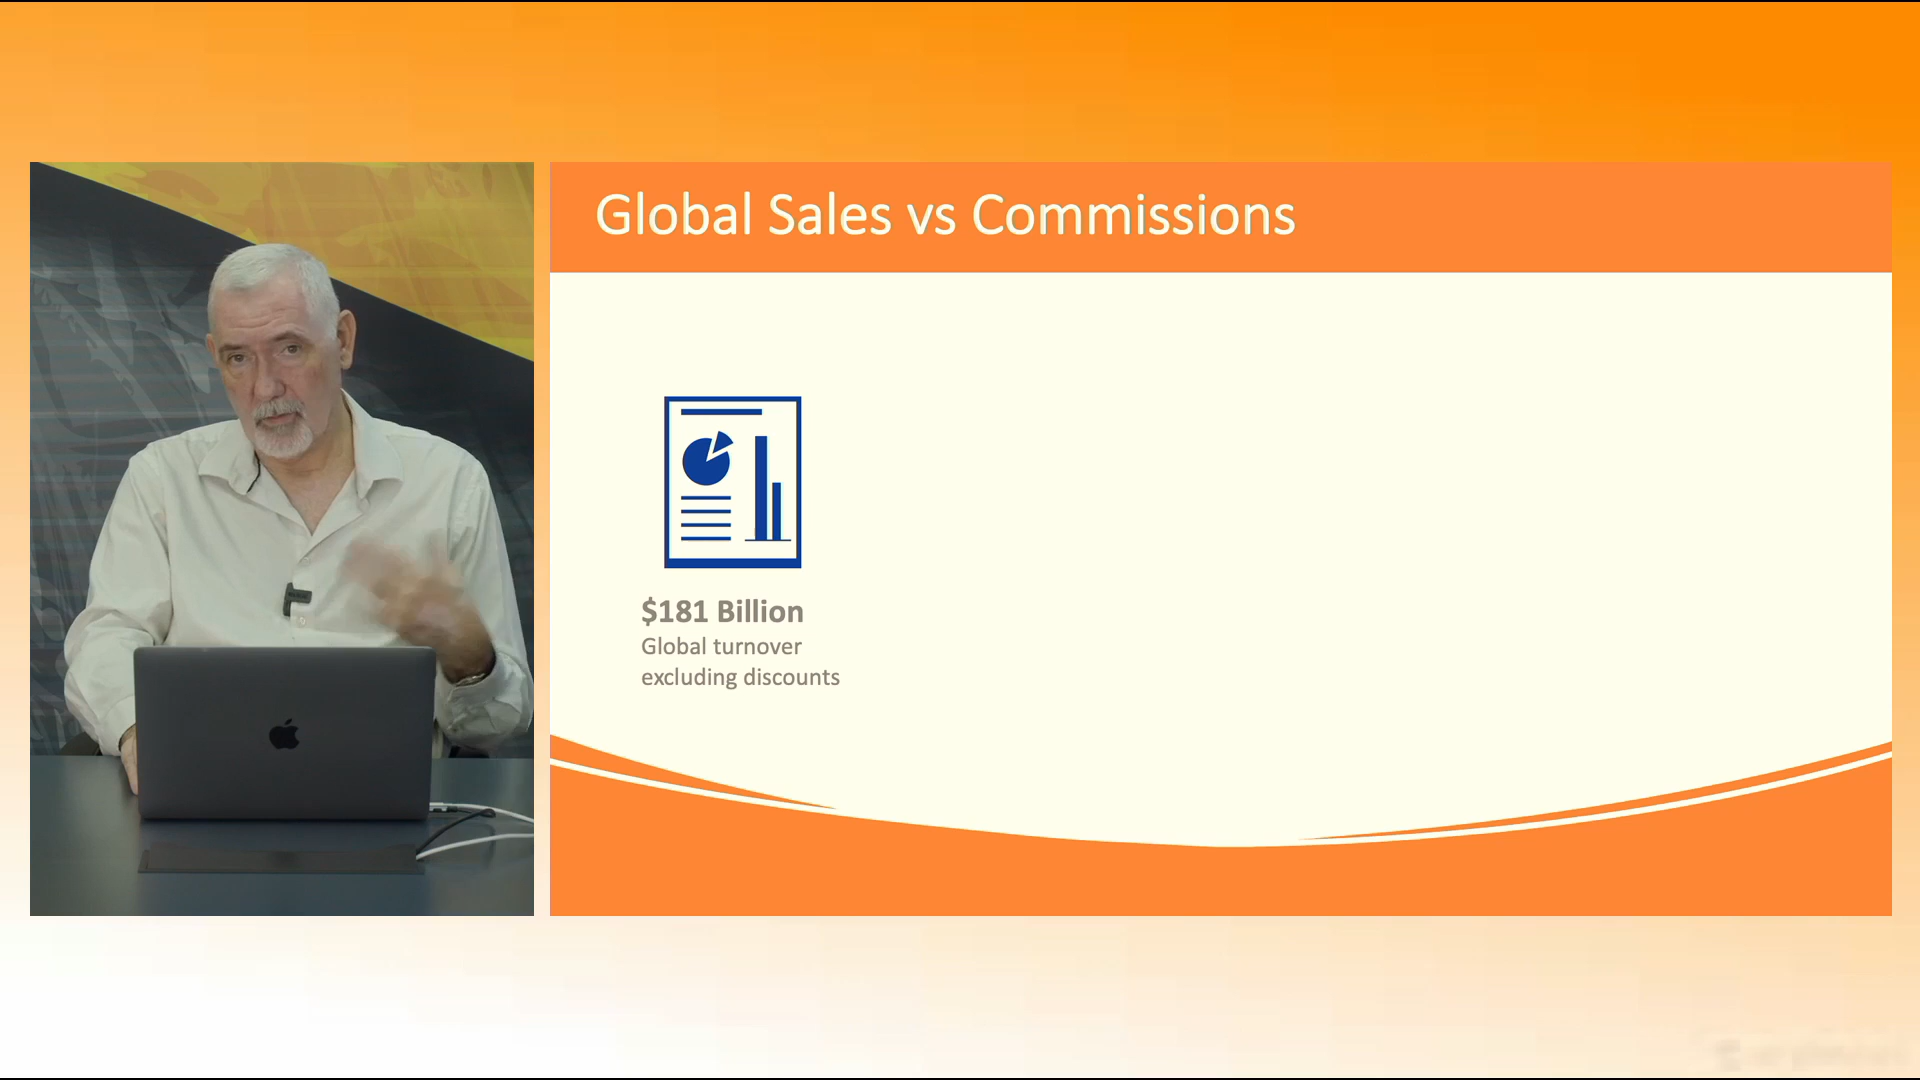 Global Sales vs Commissions
$181 Billion
Global turnover
excluding discounts